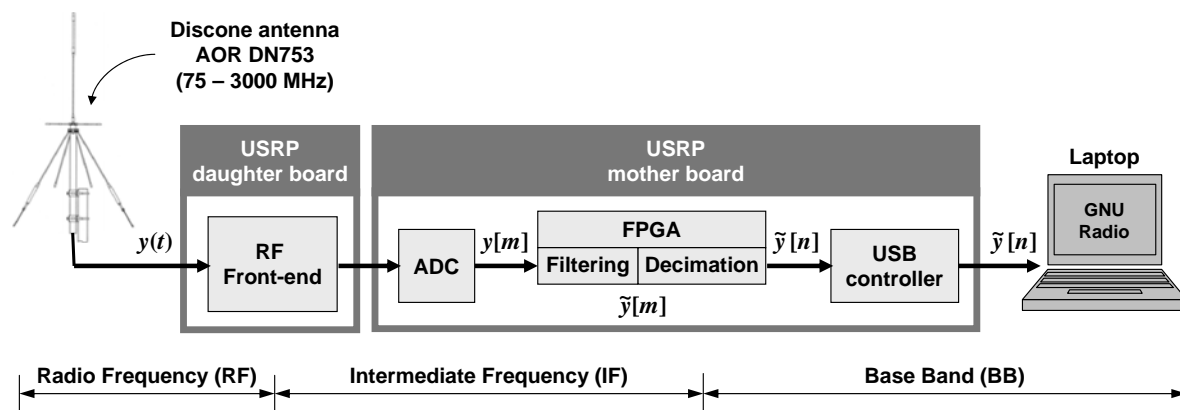 Discone antenna
AOR DN753
(75 – 3000 MHz)
USRP
daughter board
USRP
mother board
Laptop
y(t)
RF
Front-end
ADC
y[m]
FPGA
Filtering
Decimation
ỹ[m]
ỹ[n]
USB
controller
ỹ[n]
GNU
Radio
Radio Frequency (RF)
Intermediate Frequency (IF)
Base Band (BB)